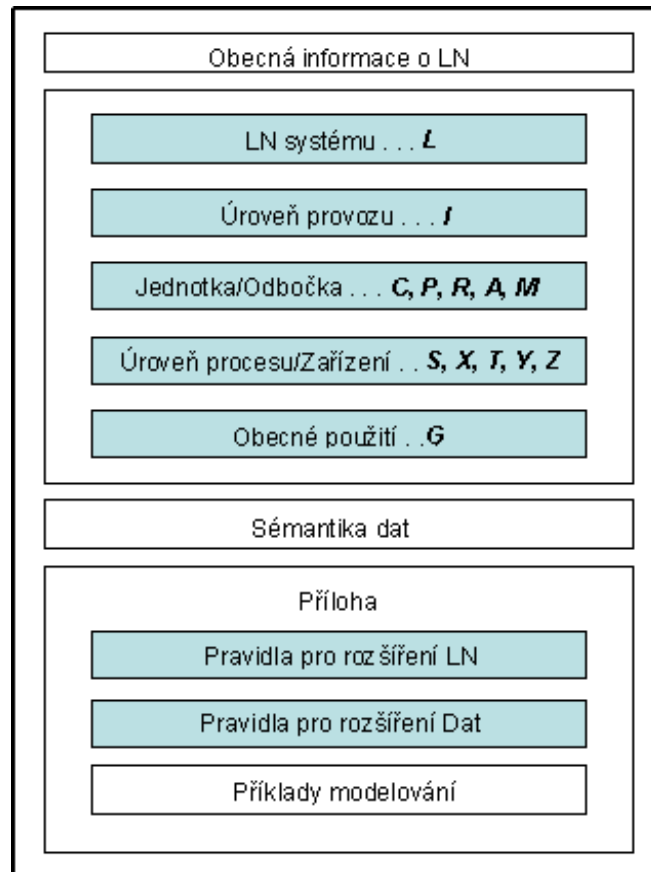 Obecná informace o LN
LN systému . . . L
Úroveň provozu . . . I
Jednotka/Odbočka . . . C, P, R, A, M
Úroveň procesu/Zařízení . . S, X, T, Y, Z
Obecné použití . .G
Sémantika dat
Příloha
Pravidla pro rozšíření LN
Pravidla pro rozšíření Dat
Příklady modelování